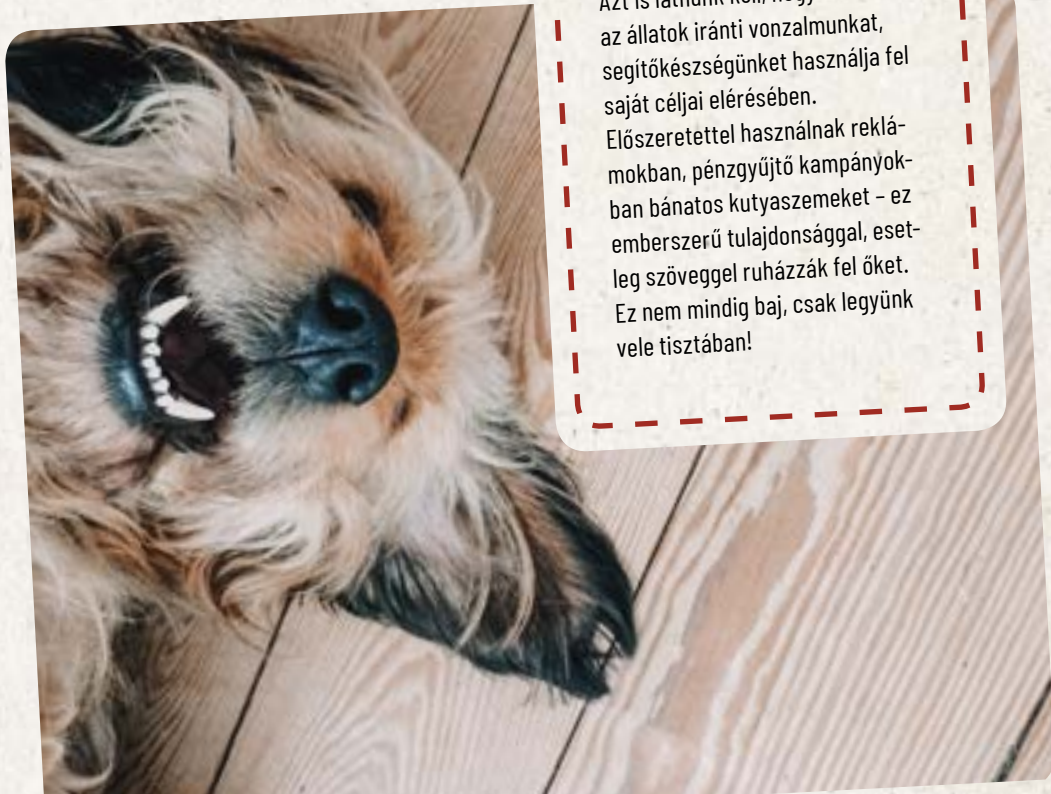 Azt is látnunk kell, hogy
az állatok iránti vonzalmunkat,
segítőkészségünket használja fel
saját céljai elérésében.
Előszeretettel használnak reklá-
mokban, pénzgyűjtő kampányok-
ban bánatos kutyaszemeket – ez
emberszerű tulajdonsággal, eset-
leg szöveggel ruházzák fel őket.
Ez nem mindig baj, csak legyünk
vele tisztában!